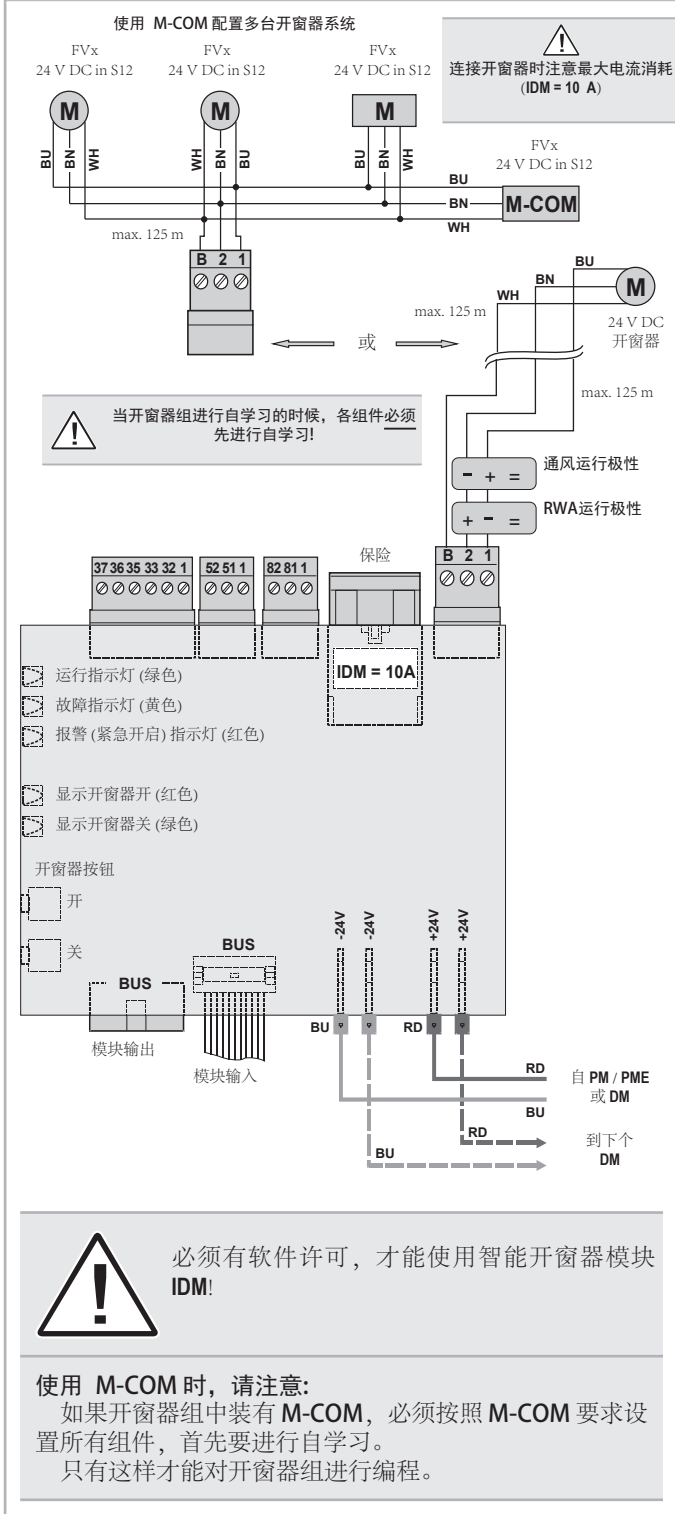 使用 M-COM 配置多台开窗器系统
FVx
24 V DC in S12
FVx
24 V DC in S12
FVx
24 V DC in S12
连接开窗器时注意最大电流消耗
(IDM = 10 A)
M
M
M
BU
BN
WH
WH
BN
BU
BU
BN
WH
FVx
24 V DC in S12
BU
BN
WH
M-COM
max. 125 m
B 2 1
BU
BN
WH
M
max. 125 m
24 V DC
开窗器
或
max. 125 m
当开窗器组进行自学习的时候，各组件必须
先进行自学习!
- + =
通风运行极性
+ - =
RWA运行极性
37 36 35 33 32 1
52 51 1
82 81 1
保险
B 2 1
IDM = 10A
运行指示灯 (绿色)
故障指示灯 (黄色)
报警 (紧急开启) 指示灯 (红色)
显示开窗器开 (红色)
显示开窗器关 (绿色)
开窗器按钮
开
关
BUS
BUS
-24V
-24V
+24V
+24V
模块输出
模块输入
BU
RD
RD
BU
自 PM / PME
或 DM
RD
BU
到下个
DM
必须有软件许可，才能使用智能开窗器模块
IDM!
使用 M-COM 时，请注意:
如果开窗器组中装有 M-COM，必须按照 M-COM 要求设
置所有组件，首先要进行自学习。
只有这样才能对开窗器组进行编程。